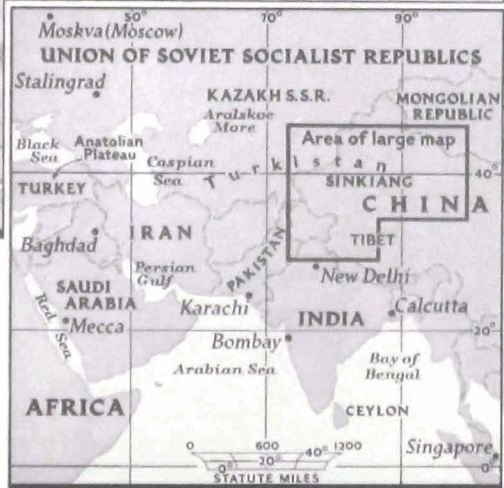 50° 70° 90°
Moskva (Moscow)
UNION OF SOVIET SOCIALIST REPUBLICS
Stalingrad
KAZAKH S.S.R.
MONGOLIAN
REPUBLIC
Aralskoe
More
Black
Sea
Anatolian
Plateau
Caspian
Sea
Area of large map
Turkistan
40°
TURKEY
SINKIANG
CHINA
Baghdad
IRAN
TIBET
Persian
Gulf
PAKISTAN
New Delhi
SAUDI
ARABIA
Red Sea
Mecca
Karachi
Calcutta
INDIA
20°
Bombay
Arabian Sea
Bay of
Bengal
AFRICA
CEYLON
0 600 1200
40°
20°
0°
STATUTE MILES
Singapore
0°